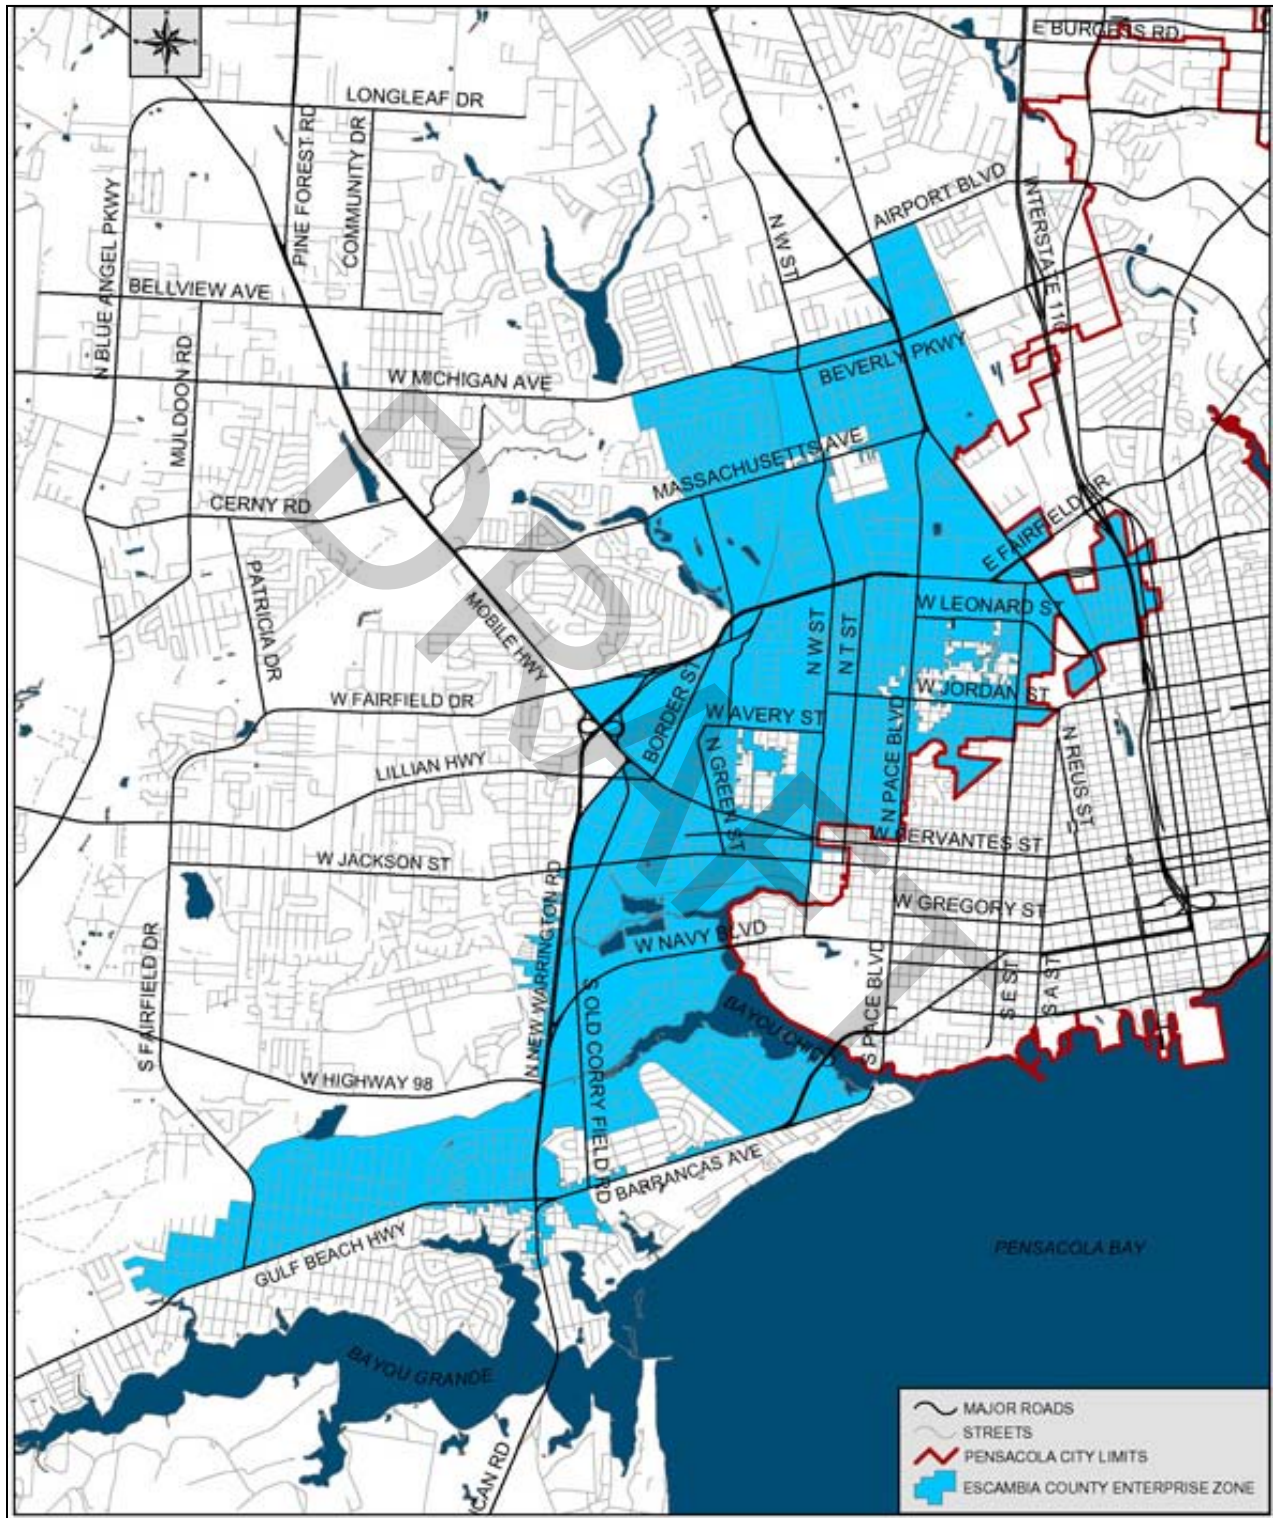 E BURGESS RD
LONGLEAF DR
PINE FOREST RD
COMMUNITY DR
AIRPORT BLVD
INTERSTATE 110
N W ST
N BLUE ANGEL PKWY
BELLVIEW AVE
MULDOON RD
W MICHIGAN AVE
BEVERLY PKWY
MASSACHUSETTS AVE
CERNY RD
E FAIRFIELD DR
PATRICIA DR
MOBILE HWY
W LEONARD ST
N W ST
N T ST
W FAIRFIELD DR
BORDER ST
W JORDAN ST
W AVERY ST
N PACE BLVD
N REUS ST
LILLIAN HWY
N GREEN ST
W CERVANTES ST
W JACKSON ST
W GREGORY ST
N NEW WARRINGTON RD
W NAVY BLVD
S FAIRFIELD DR
S OLD CORRY FIELD RD
BAYOU CHICO
S PACE BLVD
S E ST
S A ST
W HIGHWAY 98
BARRANCAS AVE
GULF BEACH HWY
PENSACOLA BAY
BAYOU GRANDE
DRAFT
MAJOR ROADS
STREETS
PENSACOLA CITY LIMITS
ESCAMBIA COUNTY ENTERPRISE ZONE